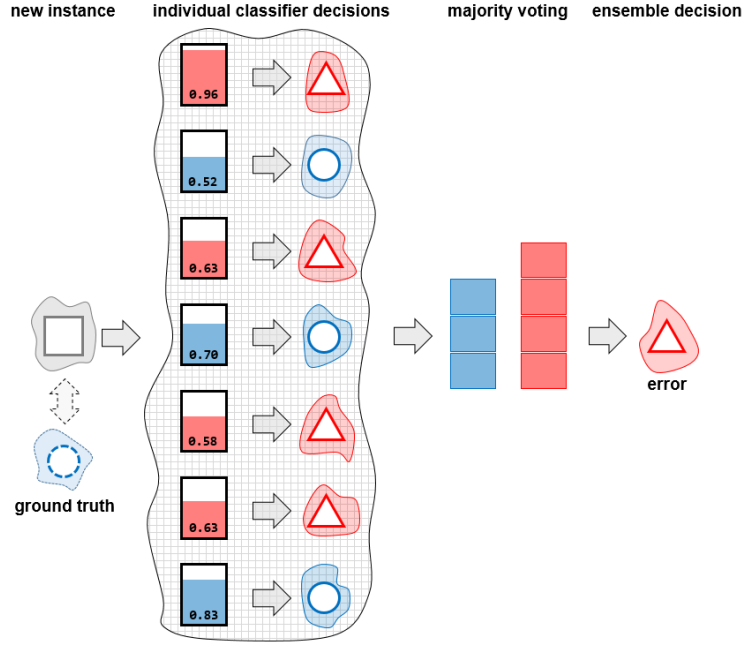 new instance
individual classifier decisions
majority voting
ensemble decision
0.96
0.52
0.63
0.70
0.58
0.63
0.83
ground truth
error